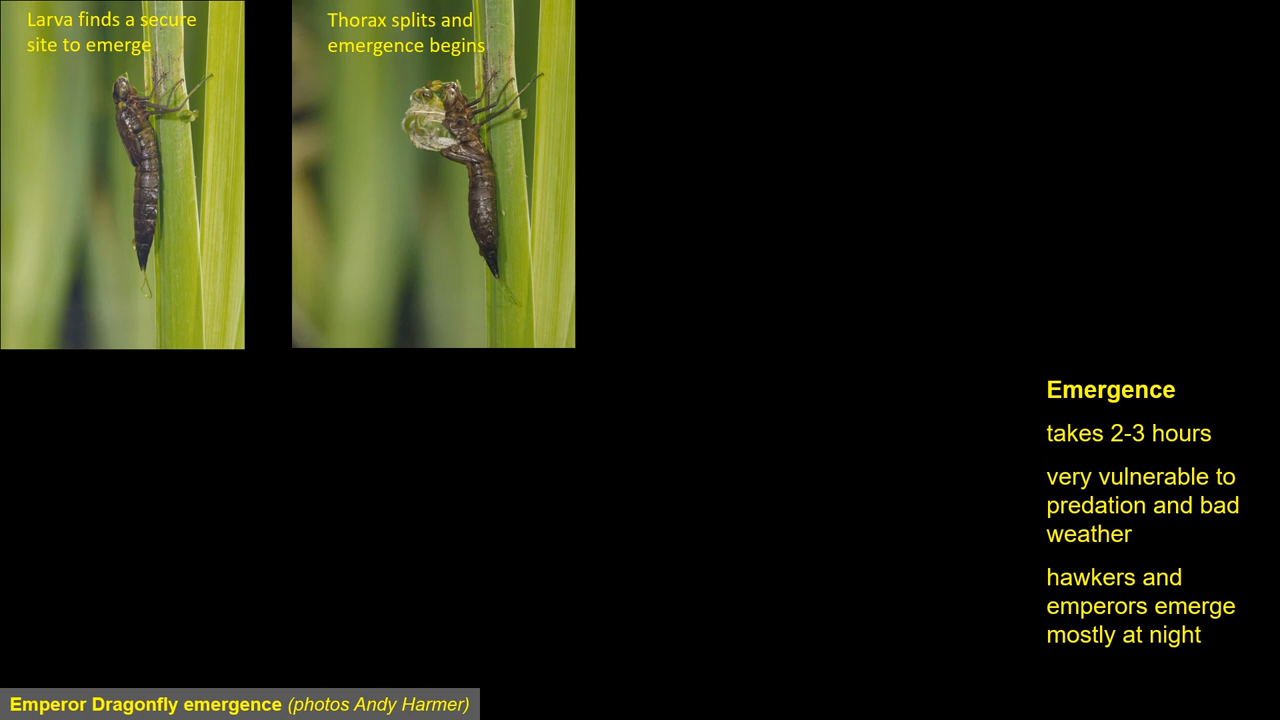 Larva finds a secure
site to emerge
Thorax splits and
emergence begins
Emergence
takes 2-3 hours
very vulnerable to
predation and bad
weather
hawkers and
emperors emerge
mostly at night
Emperor Dragonfly emergence (photos Andy Harmer)